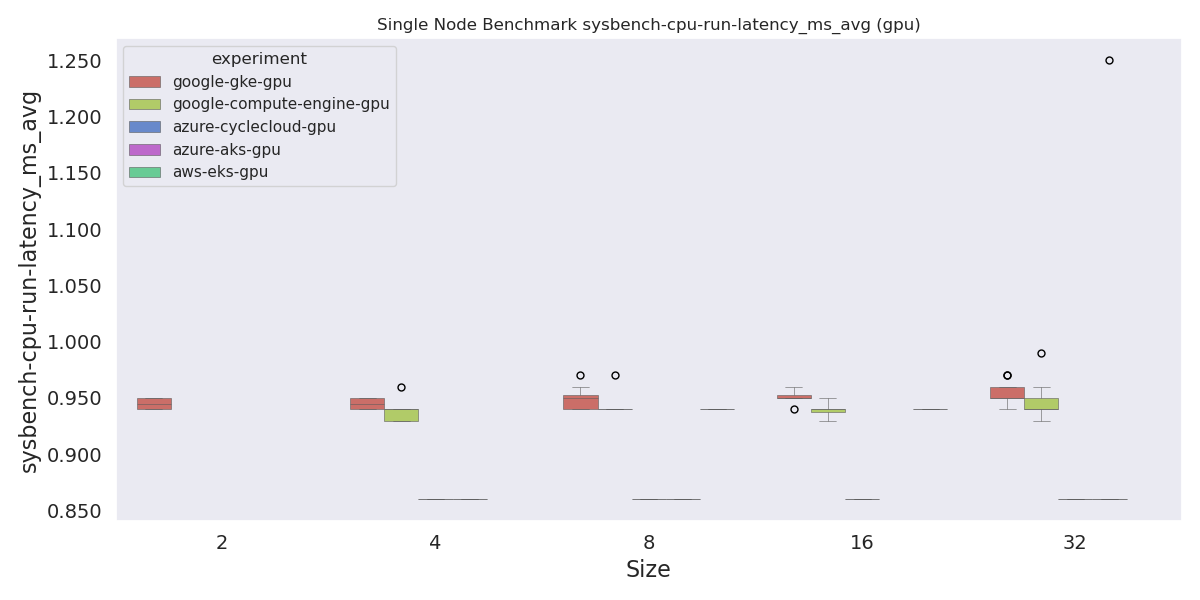 Single Node Benchmark sysbench-cpu-run-latency_ms_avg (gpu)
sysbench-cpu-run-latency_ms_avg
1.250
1.200
1.150
1.100
1.050
1.000
0.950
0.900
0.850
experiment
google-gke-gpu
google-compute-engine-gpu
azure-cyclecloud-gpu
azure-aks-gpu
aws-eks-gpu
2 4 8 16 32
Size